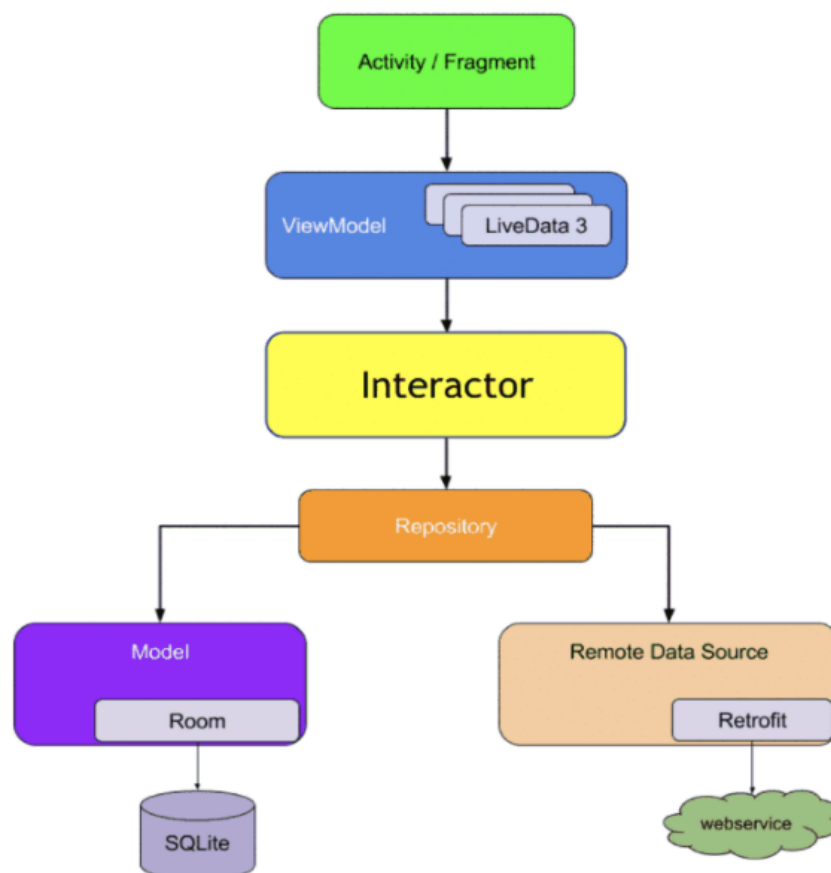 Activity / Fragment
ViewModel
LiveData 3
Interactor
Repository
Model
Remote Data Source
Room
Retrofit
SQLite
webservice